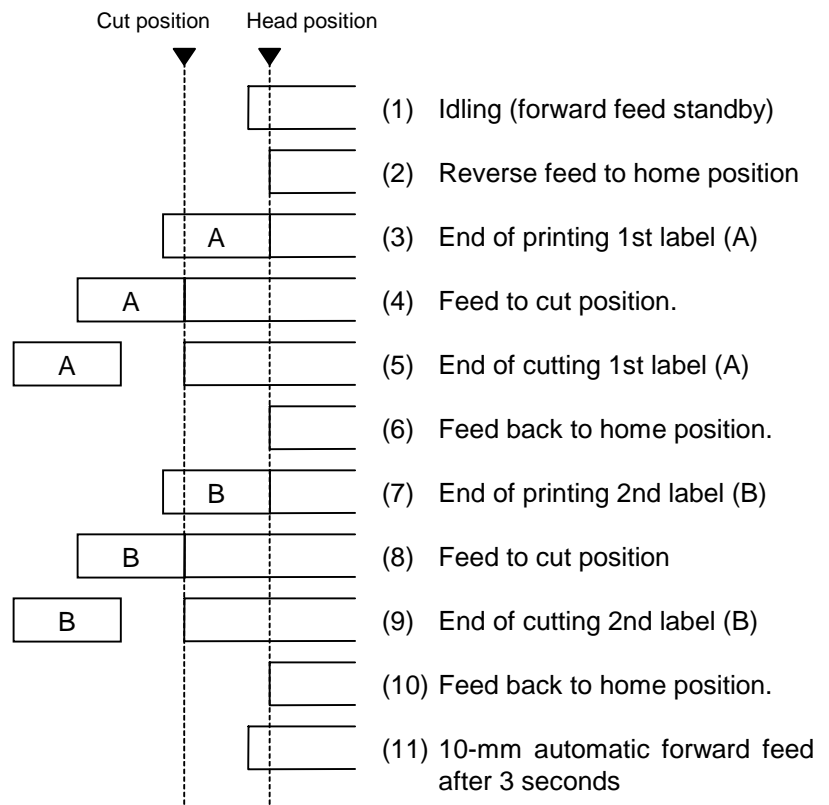 Cut position Head position
(1) Idling (forward feed standby)
(2) Reverse feed to home position
A (3) End of printing 1st label (A)
A (4) Feed to cut position.
A (5) End of cutting 1st label (A)
(6) Feed back to home position.
B (7) End of printing 2nd label (B)
B (8) Feed to cut position
B (9) End of cutting 2nd label (B)
(10) Feed back to home position.
(11) 10-mm automatic forward feed
after 3 seconds